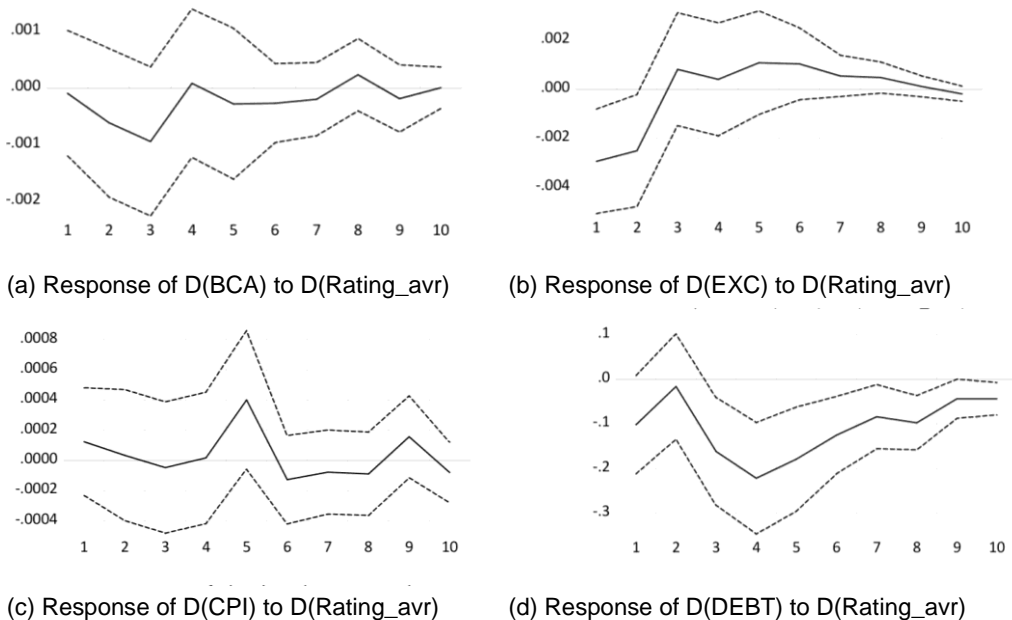 .001
.000
-.001
-.002
1 2 3 4 5 6 7 8 9 10
(a) Response of D(BCA) to D(Rating_avr)
.002
.000
-.002
-.004
1 2 3 4 5 6 7 8 9 10
(b) Response of D(EXC) to D(Rating_avr)
.0008
.0006
.0004
.0002
.0000
-.0002
-.0004
1 2 3 4 5 6 7 8 9 10
(c) Response of D(CPI) to D(Rating_avr)
.1
.0
-.1
-.2
-.3
1 2 3 4 5 6 7 8 9 10
(d) Response of D(DEBT) to D(Rating_avr)